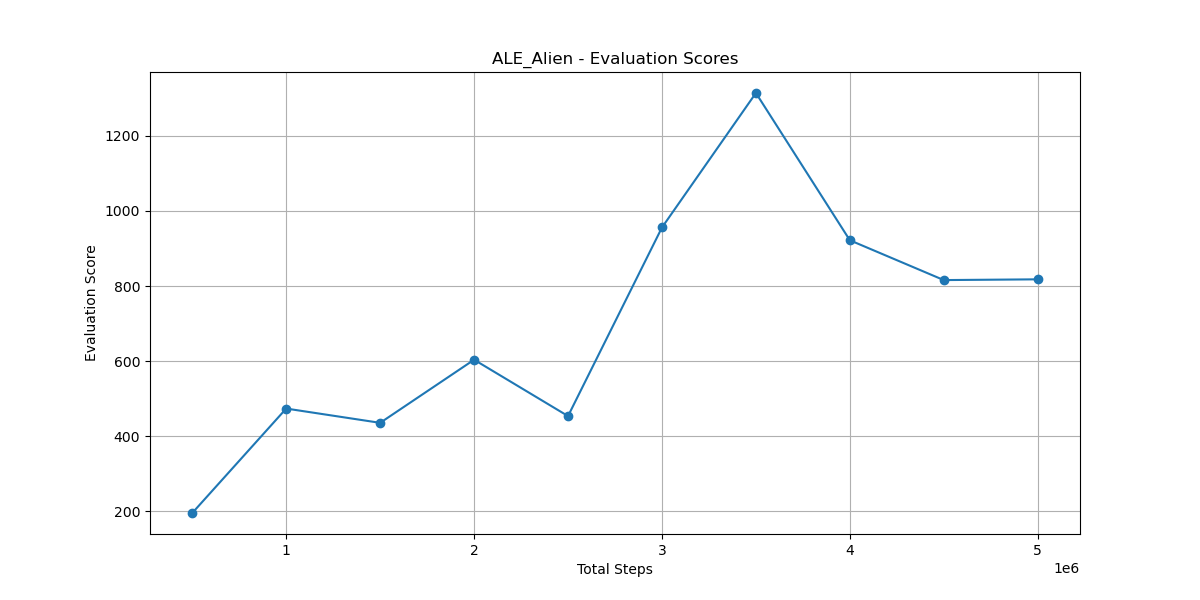 ALE_Alien - Evaluation Scores
Evaluation Score
1200
1000
800
600
400
200
1 2 3 4 5
Total Steps
1e6